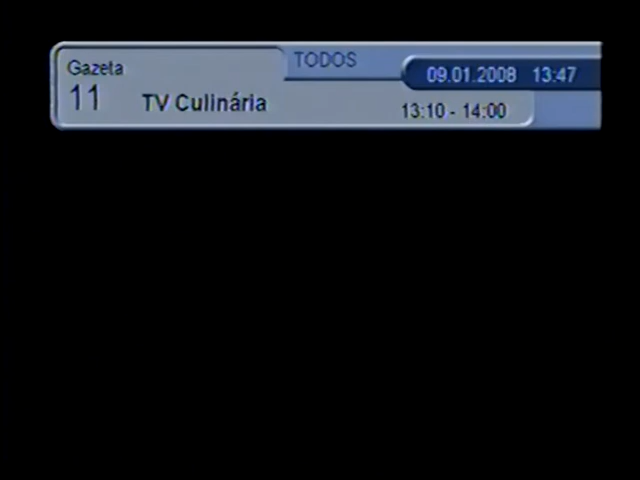 Gazeta
TODOS
09.01.2008 13:47
11 TV Culinária
13:10 - 14:00